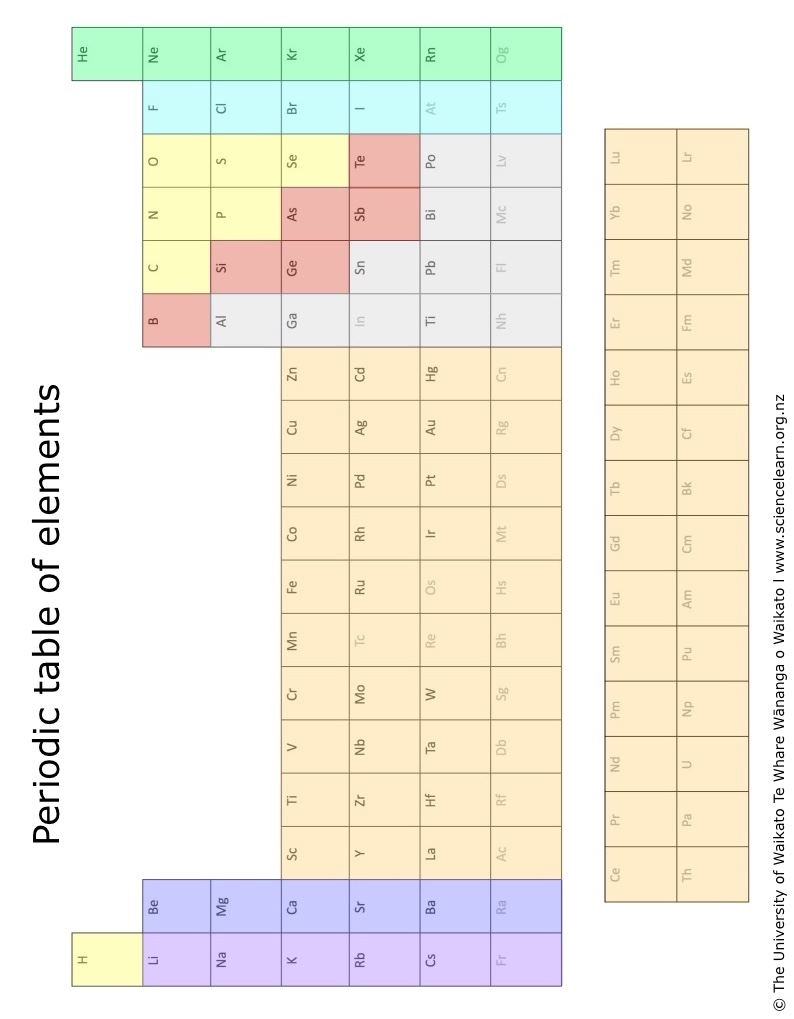 Periodic table of elements
H He
Li Be B C N O F Ne
Na Mg Al Si P S Cl Ar
K Ca Sc Ti V Cr Mn Fe Co Ni Cu Zn Ga Ge As Se Br Kr
Rb Sr Y Zr Nb Mo Tc Ru Rh Pd Ag Cd In Sn Sb Te I Xe
Cs Ba La Hf Ta W Re Os Ir Pt Au Hg Ti Pb Bi Po At Rn
Fr Ra Ac Rf Db Sg Bh Hs Mt Ds Rg Cn Nh Fl Mc Lv Ts Og
Ce Pr Nd Pm Sm Eu Gd Tb Dy Ho Er Tm Yb Lu
Th Pa U Np Pu Am Cm Bk Cf Es Fm Md No Lr
© The University of Waikato Te Whare Wānanga o Waikato l www.sciencelearn.org.nz